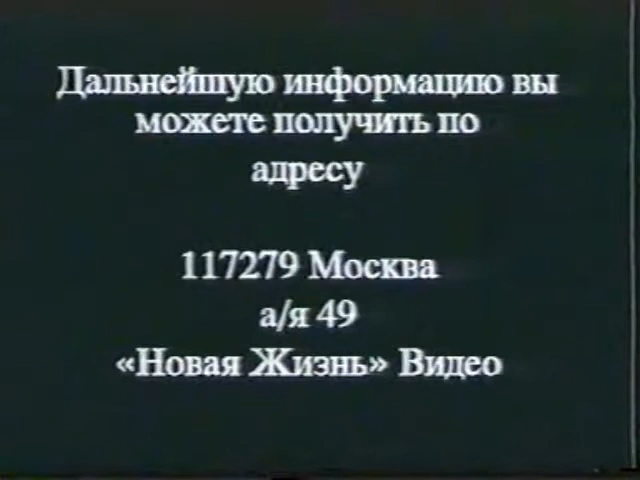 Дальнейшую информацию вы
можете получить по
адресу
117279 Москва
а/я 49
«Новая Жизнь» Видео